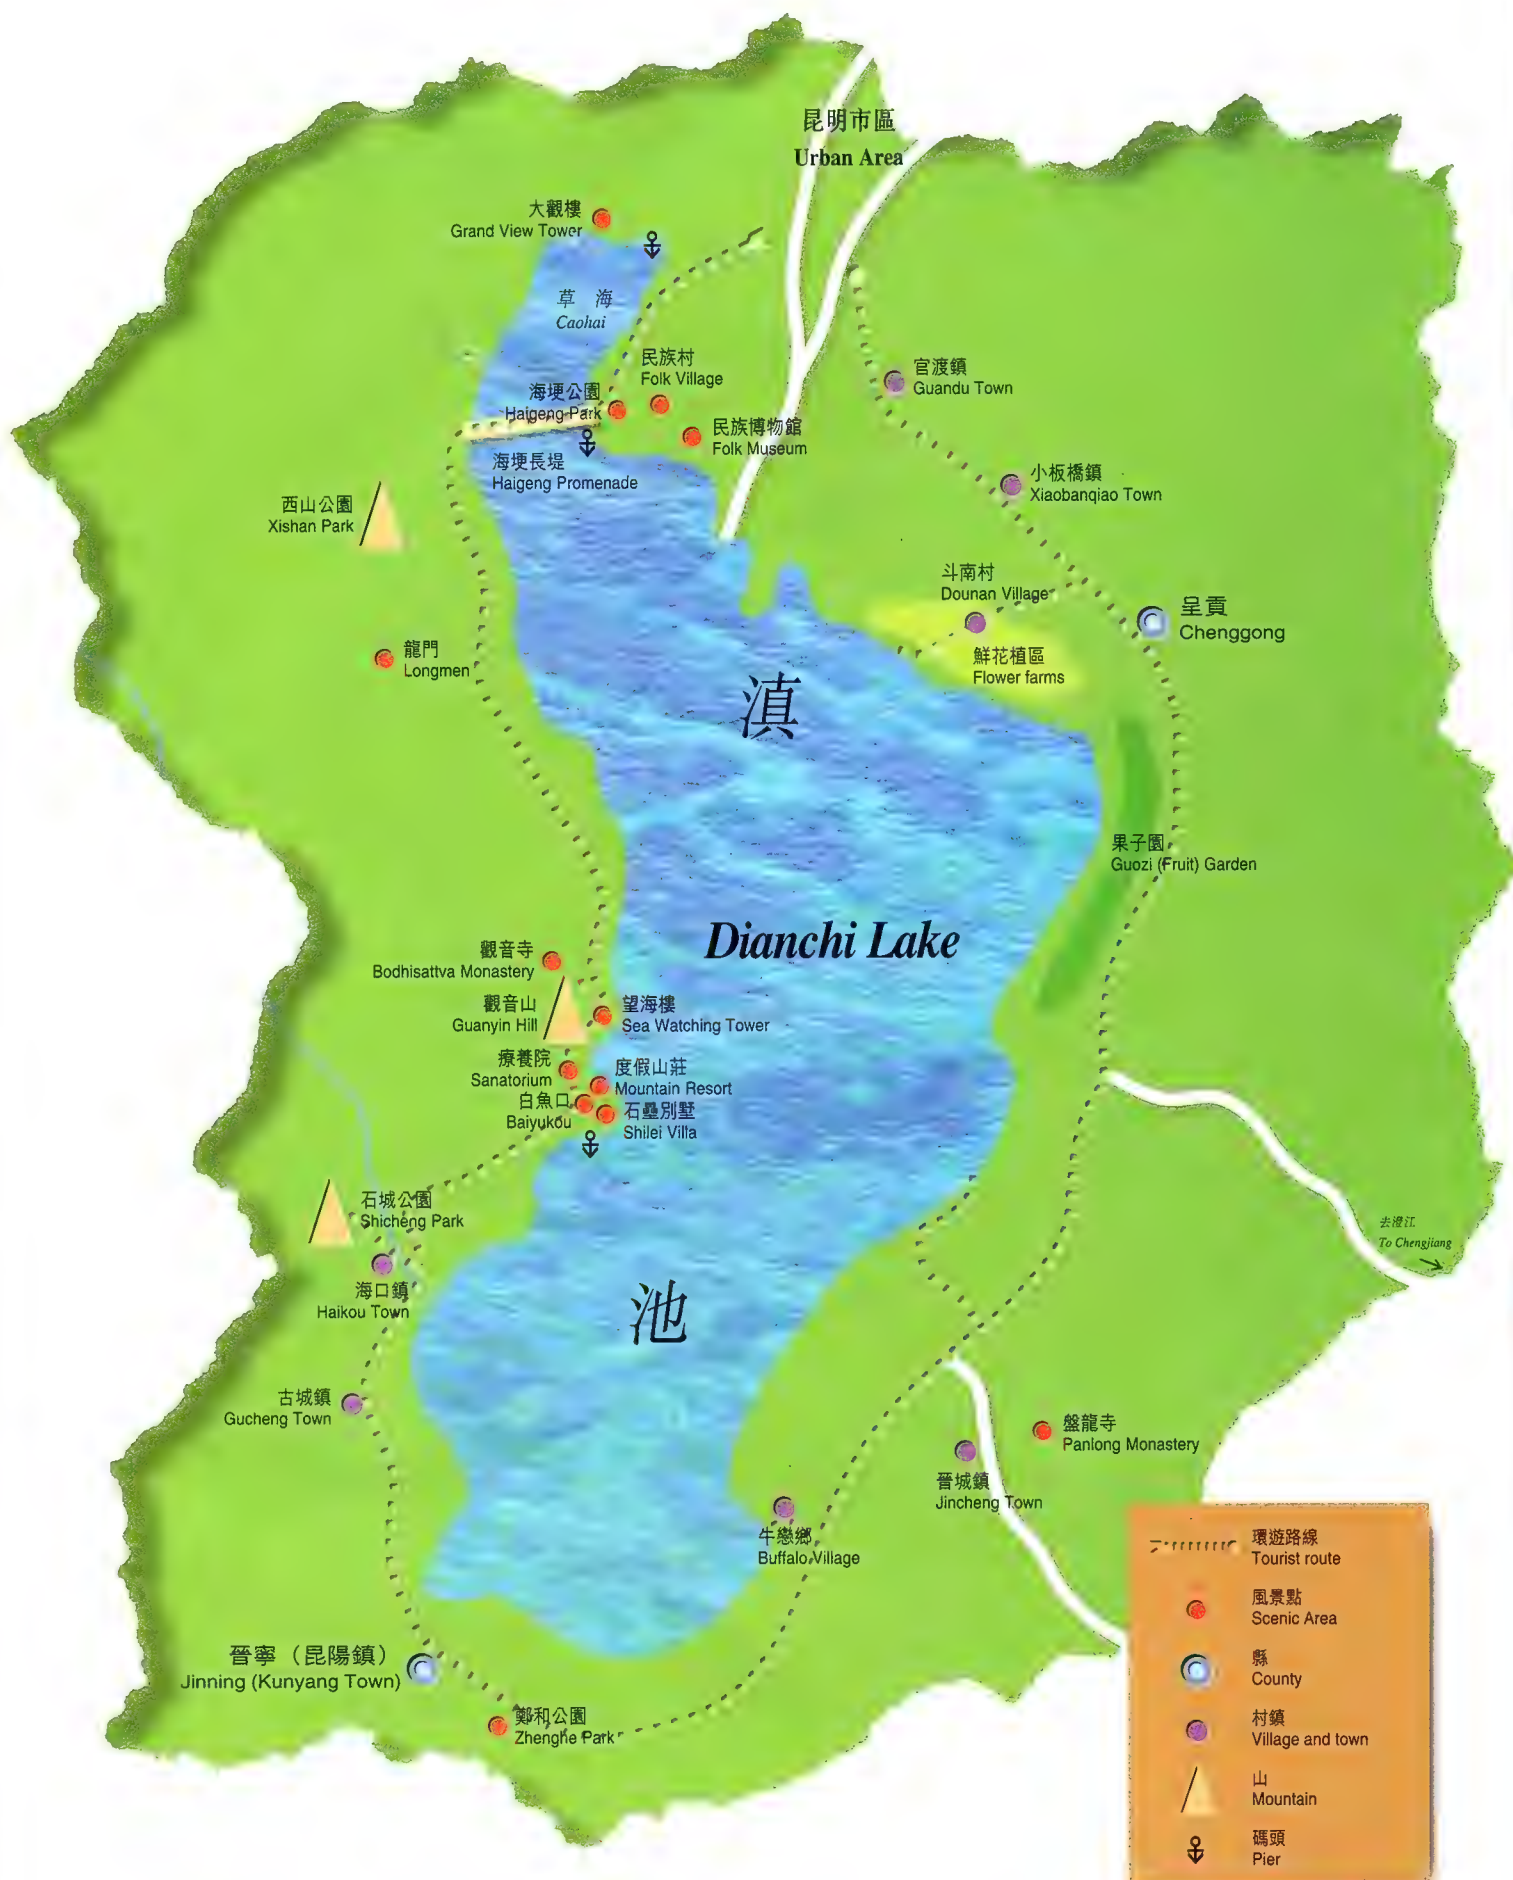 昆明市區
Urban Area
大觀樓
Grand View Tower
草 海
Caohai
民族村
Folk Village
官渡鎮
Guandu Town
海埂公園
Haigeng Park
民族博物館
Folk Museum
海埂長堤
Haigeng Promenade
小板橋鎮
Xiaobanqiao Town
西山公園
Xishan Park
斗南村
Dounan Village
呈貢
Chenggong
龍門
Longmen
鮮花植區
Flower farms
滇
果子園
Guozi (Fruit) Garden
Dianchi Lake
觀音寺
Bodhisattva Monastery
觀音山
Guanyin Hill
望海樓
Sea Watching Tower
療養院
Sanatorium
度假山莊
Mountain Resort
白魚口
Baiyukou
石壘別墅
Shilei Villa
石城公園
Shicheng Park
去澄江
To Chengjiang
海口鎮
Haikou Town
池
古城鎮
Gucheng Town
盤龍寺
Panlong Monastery
晉城鎮
Jincheng Town
牛戀鄉
Buffalo Village
晉寧（昆陽鎮）
Jinning (Kunyang Town)
鄭和公園
Zhenghe Park
環遊路線
Tourist route
風景點
Scenic Area
縣
County
村鎮
Village and town
山
Mountain
碼頭
Pier